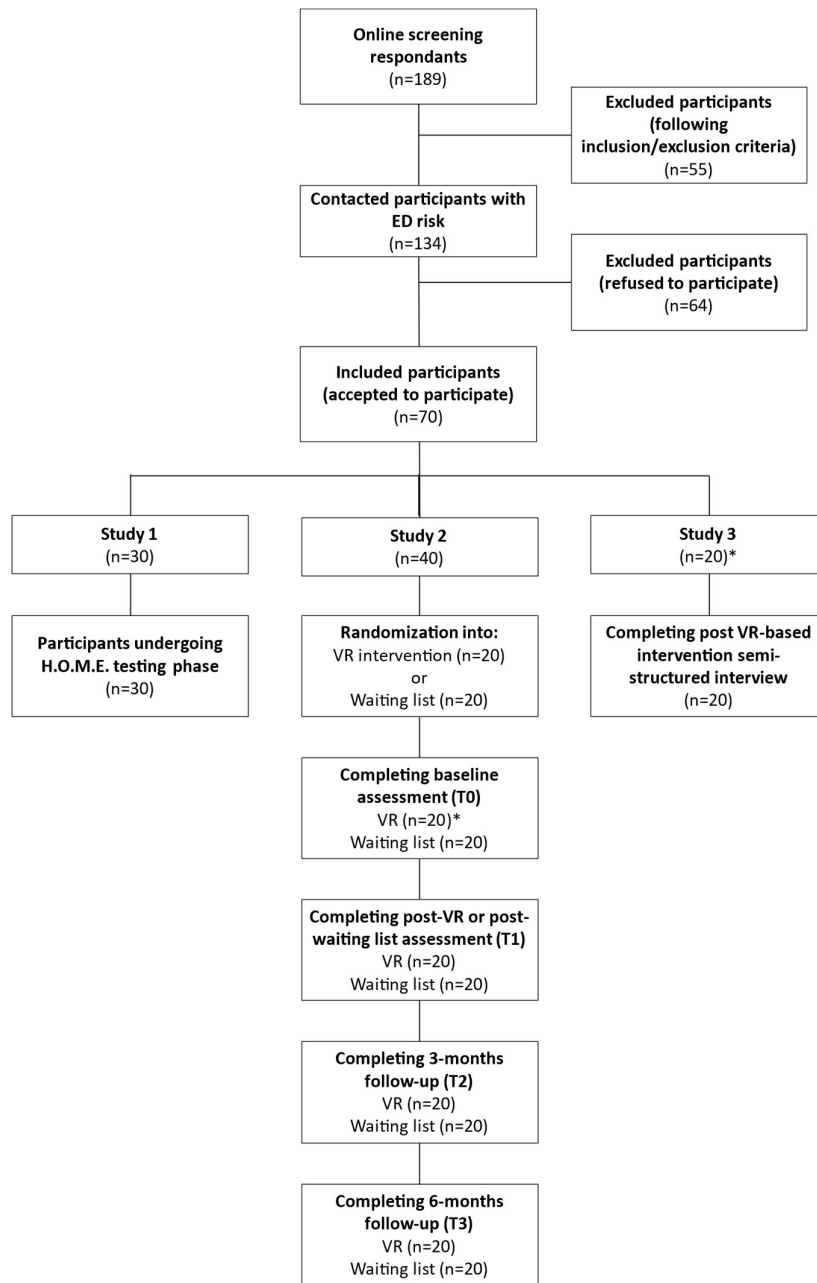 Online screening
respondants
(n=189)
Excluded participants
(following
inclusion/exclusion criteria)
(n=55)
Contacted participants with
ED risk
(n=134)
Excluded participants
(refused to participate)
(n=64)
Included participants
(accepted to participate)
(n=70)
Study 1
(n=30)
Study 2
(n=40)
Study 3
(n=20)*
Participants undergoing
H.O.M.E. testing phase
(n=30)
Randomization into:
VR intervention (n=20)
or
Waiting list (n=20)
Completing post VR-based
intervention semi-
structured interview
(n=20)
Completing baseline
assessment (T0)
VR (n=20)*
Waiting list (n=20)
Completing post-VR or post-
waiting list assessment (T1)
VR (n=20)
Waiting list (n=20)
Completing 3-months
follow-up (T2)
VR (n=20)
Waiting list (n=20)
Completing 6-months
follow-up (T3)
VR (n=20)
Waiting list (n=20)